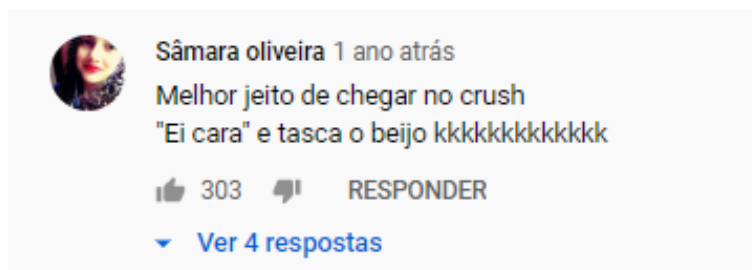 Sâmara oliveira 1 ano atrás
Melhor jeito de chegar no crush
"Ei cara" e tasca o beijo kkkkkkkkkkkkk
303 RESPONDER
Ver 4 respostas